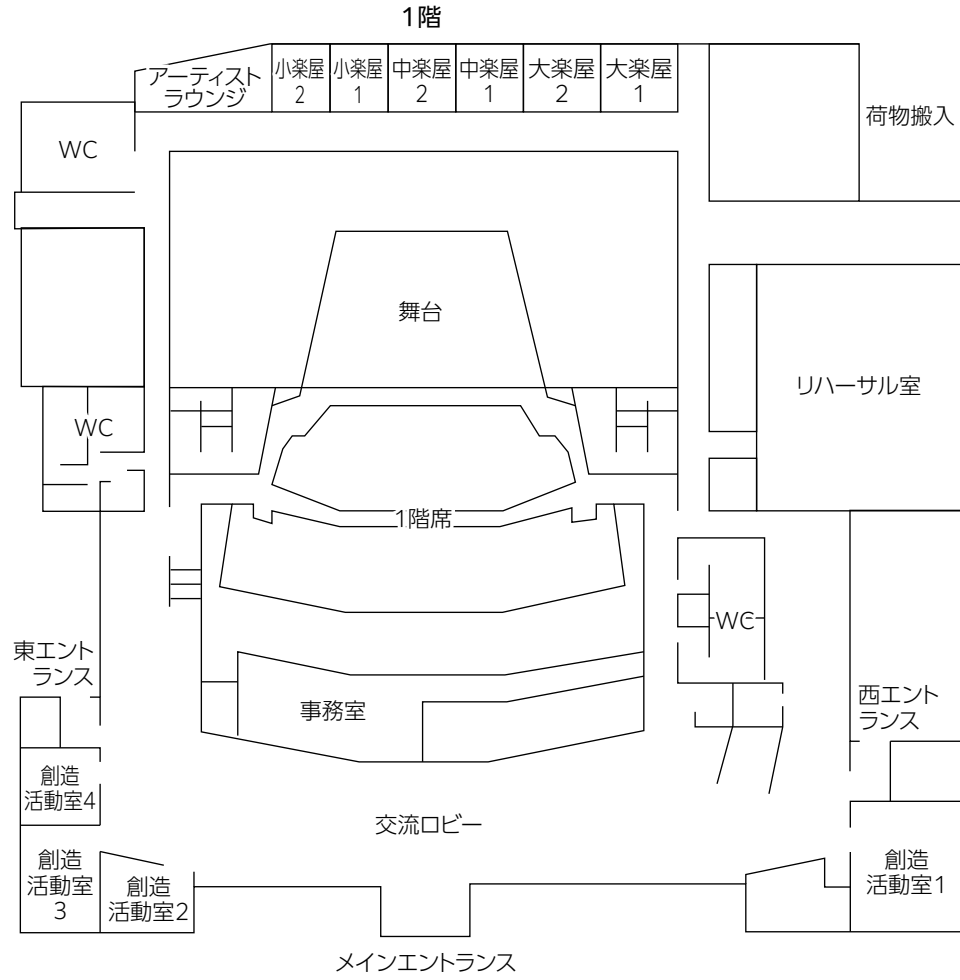 1階
アーティスト
ラウンジ
小楽屋
2
小楽屋
1
中楽屋
2
中楽屋
1
大楽屋
2
大楽屋
1
荷物搬入
WC
舞台
リハーサル室
WC
1階席
WC
東エント
ランス
西エント
ランス
事務室
創造
活動室4
交流ロビー
創造
活動室
3
創造
活動室2
創造
活動室1
メインエントランス